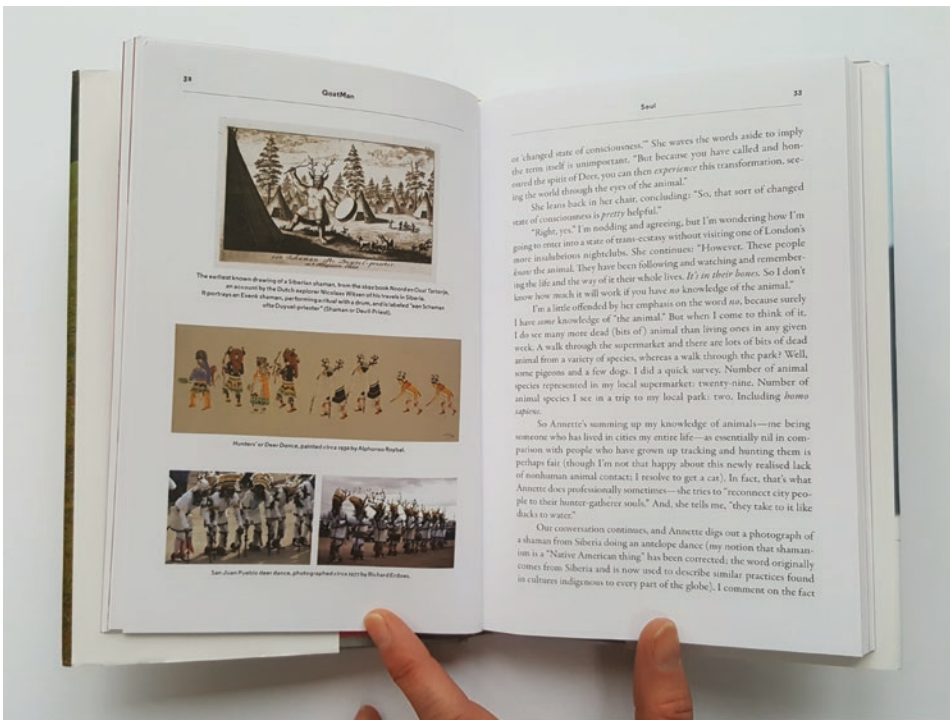 32
GoatMan
een Schaman ofte Duyvel-priester
The earliest known drawing of a Siberian shaman, from the 1692 book Noord en Oost Tartarije,
an account by the Dutch explorer Nicolaes Witsen of his travels in Siberia.
It portrays an Evenk shaman, performing a ritual with a drum, and is labeled "een Schaman
ofte Duyvel-priester" (Shaman or Devil-Priest).
Hunters' or Deer Dance, painted circa 1932 by Alphonso Roybal.
San Juan Pueblo deer dance, photographed circa 1977 by Richard Erdoes.
Soul
33
or 'changed state of consciousness.'" She waves the words aside to imply
the term itself is unimportant. "But because you have called and hon-
oured the spirit of Deer, you can then experience this transformation, see-
ing the world through the eyes of the animal."
She leans back in her chair, concluding: "So, that sort of changed
state of consciousness is pretty helpful."
"Right, yes." I'm nodding and agreeing, but I'm wondering how I'm
going to enter into a state of trans-ecstasy without visiting one of London's
more insalubrious nightclubs. She continues: "However. These people
know the animal. They have been following and watching and remember-
ing the life and the way of it their whole lives. It's in their bones. So I don't
know how much it will work if you have no knowledge of the animal."
I'm a little offended by her emphasis on the word no, because surely
I have some knowledge of "the animal." But when I come to think of it,
I do see many more dead (bits of) animal than living ones in any given
week. A walk through the supermarket and there are lots of bits of dead
animal from a variety of species, whereas a walk through the park? Well,
some pigeons and a few dogs. I did a quick survey. Number of animal
species represented in my local supermarket: twenty-nine. Number of
animal species I see in a trip to my local park: two. Including homo
sapiens.
So Annette's summing up my knowledge of animals—me being
someone who has lived in cities my entire life—as essentially nil in com-
parison with people who have grown up tracking and hunting them is
perhaps fair (though I'm not that happy about this newly realised lack
of nonhuman animal contact; I resolve to get a cat). In fact, that's what
Annette does professionally sometimes—she tries to "reconnect city peo-
ple to their hunter-gatherer souls." And, she tells me, "they take to it like
ducks to water."
Our conversation continues, and Annette digs out a photograph of
a shaman from Siberia doing an antelope dance (my notion that shaman-
ism is a "Native American thing" has been corrected; the word originally
comes from Siberia and is now used to describe similar practices found
in cultures indigenous to every part of the globe). I comment on the fact